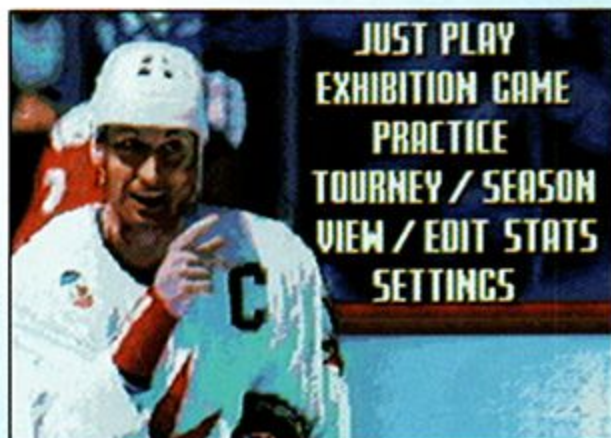 JUST PLAY
EXHIBITION GAME
PRACTICE
TOURNEY / SEASON
VIEW / EDIT STATS
SETTINGS
C